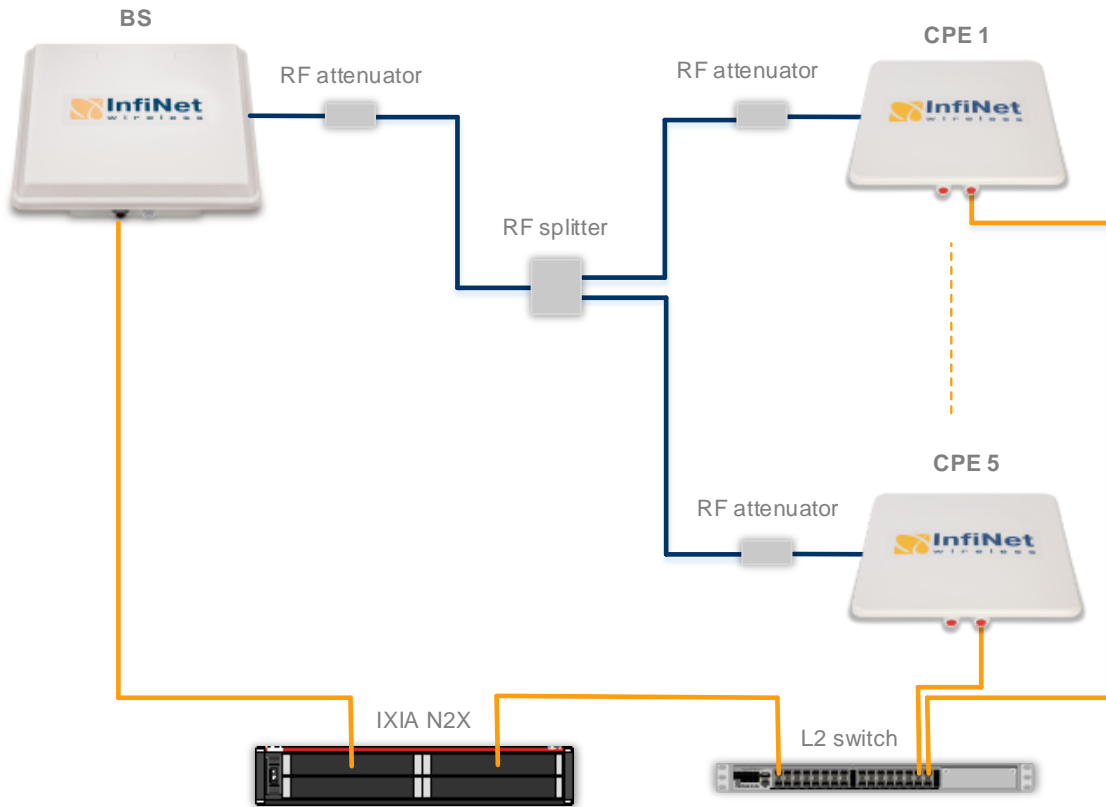 BS
InfiNet
wireless
RF attenuator
RF attenuator
CPE 1
InfiNet
wireless
RF splitter
CPE 5
RF attenuator
InfiNet
wireless
IXIA N2X
L2 switch